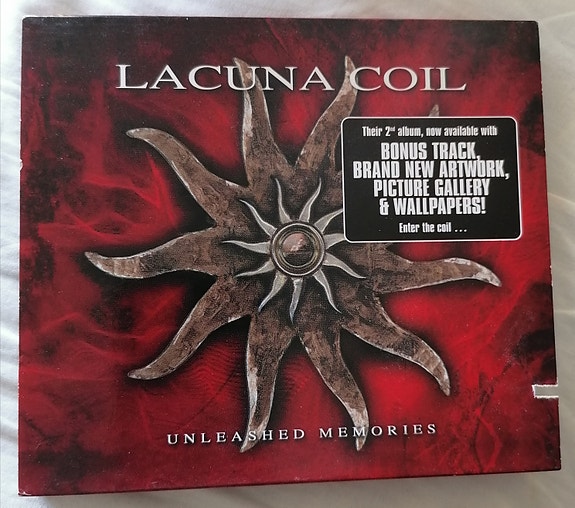 LACUNA COIL
Their 2nd album, now available with
BONUS TRACK,
BRAND NEW ARTWORK,
PICTURE GALLERY
& WALLPAPERS!
Enter the coil ...
UNLEASHED MEMORIES